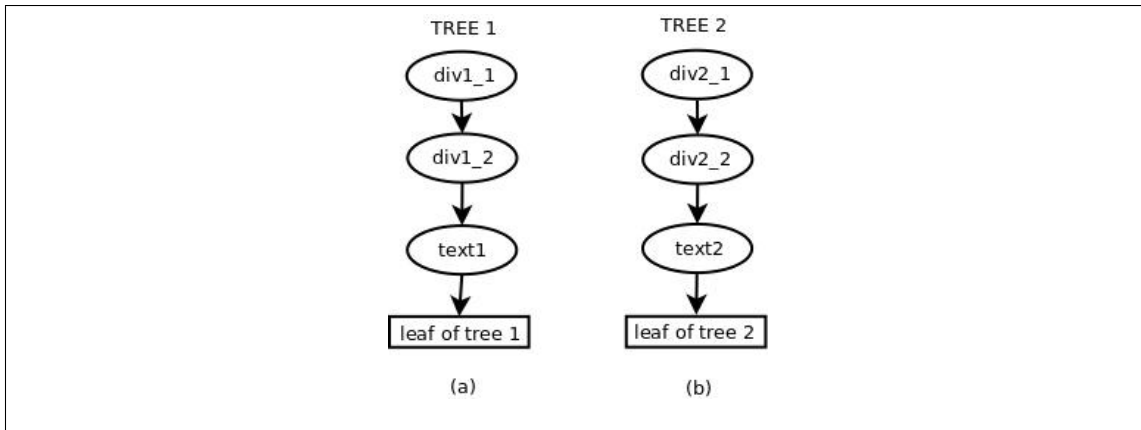 TREE 1
div1_1
div1_2
text1
leaf of tree 1
(a)
TREE 2
div2_1
div2_2
text2
leaf of tree 2
(b)